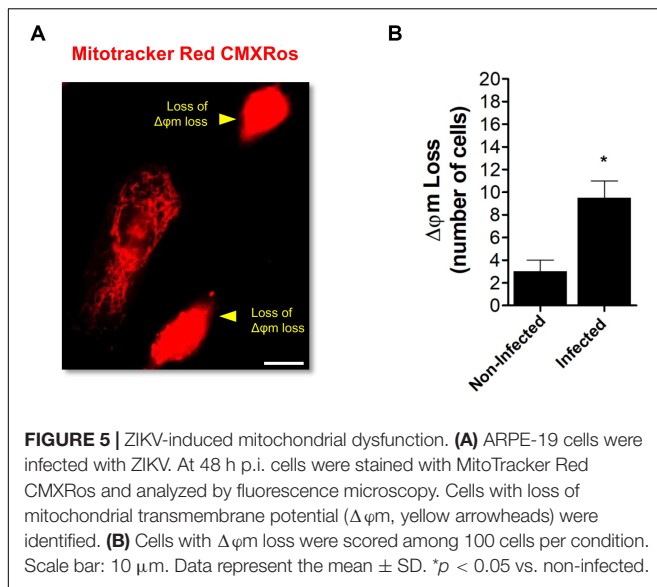 A
Mitotracker Red CMXRos
Loss of
Δφm loss
Loss of
Δφm loss
B
Δφm Loss
(number of cells)
20
18
16
14
12
10
8
6
4
2
0
*
Non-Infected
Infected
FIGURE 5 | ZIKV-induced mitochondrial dysfunction. (A) ARPE-19 cells were
infected with ZIKV. At 48 h p.i. cells were stained with MitoTracker Red
CMXRos and analyzed by fluorescence microscopy. Cells with loss of
mitochondrial transmembrane potential (Δφm, yellow arrowheads) were
identified. (B) Cells with Δφm loss were scored among 100 cells per condition.
Scale bar: 10 μm. Data represent the mean ± SD. *p < 0.05 vs. non-infected.